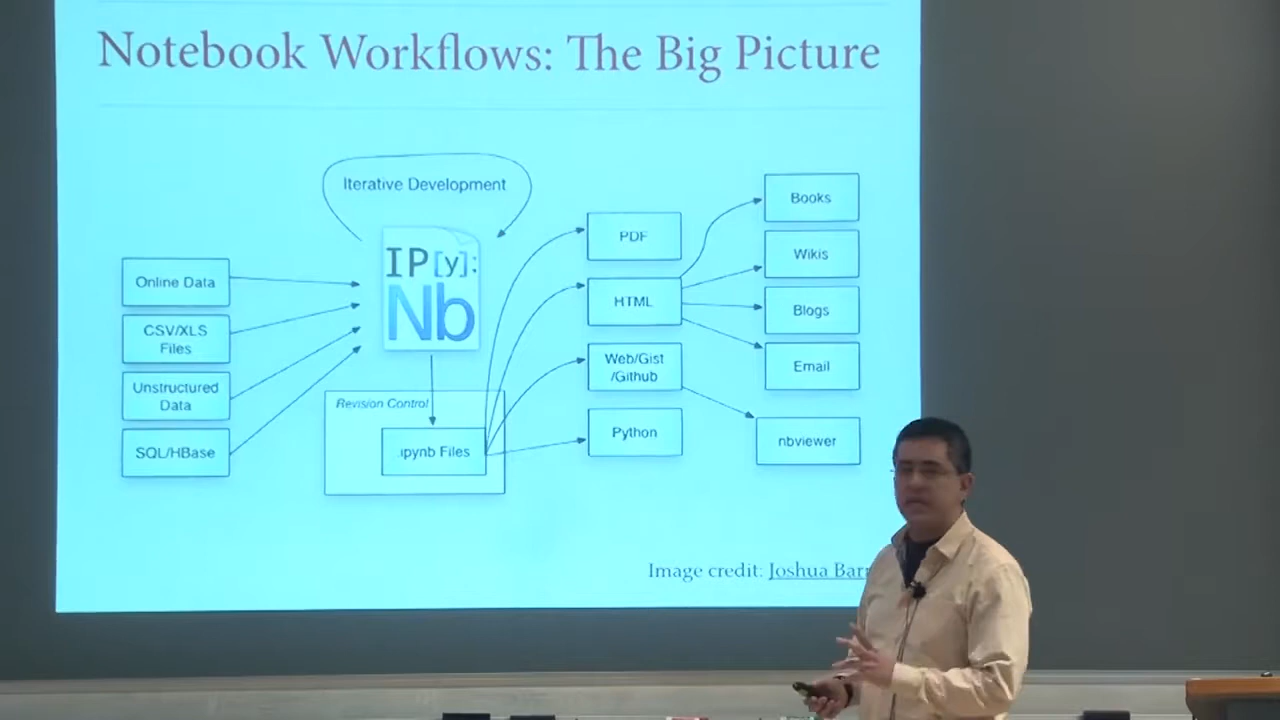 Notebook Workflows: The Big Picture
Iterative Development
IP[y]:
Nb
Online Data
CSV/XLS
Files
Unstructured
Data
SQL/HBase
Revision Control
.ipynb Files
PDF
HTML
Web/Gist
/Github
Python
Books
Wikis
Blogs
Email
nbviewer
Image credit: Joshua